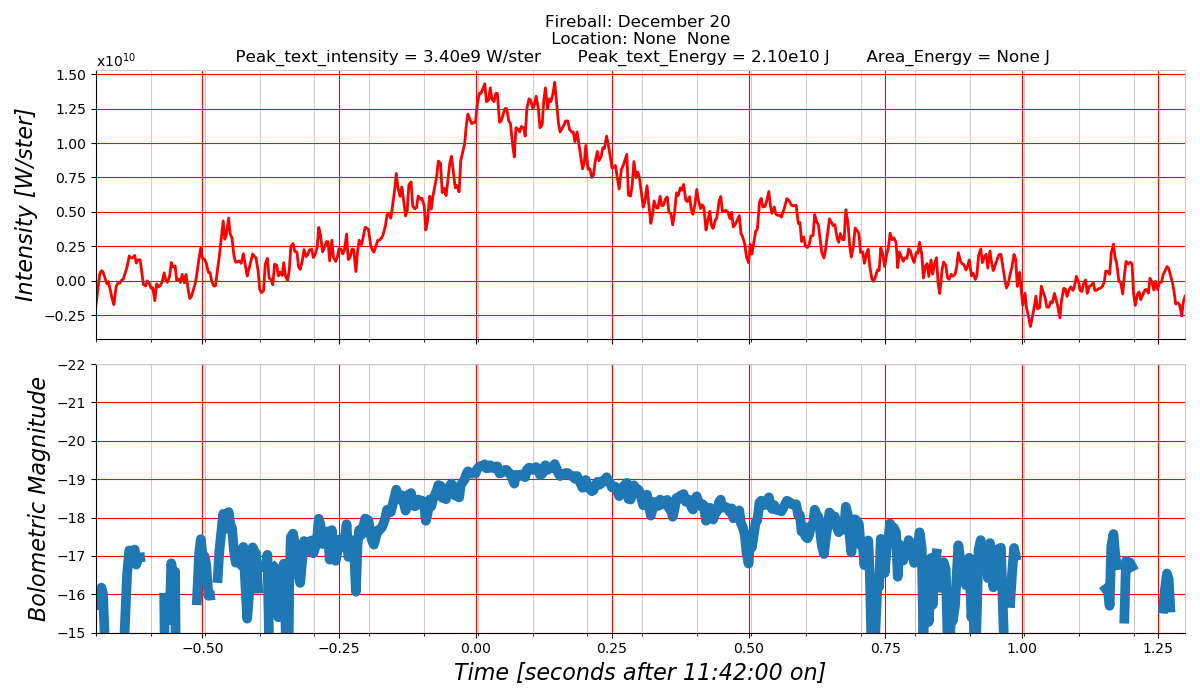 Fireball: December 20
Location: None  None
Peak_text_intensity = 3.40e9 W/ster  Peak_text_Energy = 2.10e10 J  Area_Energy = None J
x10¹⁰
1.50
1.25
1.00
0.75
0.50
0.25
0.00
−0.25
Intensity [W/ster]
−22
−21
−20
−19
−18
−17
−16
−15
Bolometric Magnitude
−0.50 −0.25 0.00 0.25 0.50 0.75 1.00 1.25
Time [seconds after 11:42:00 on]